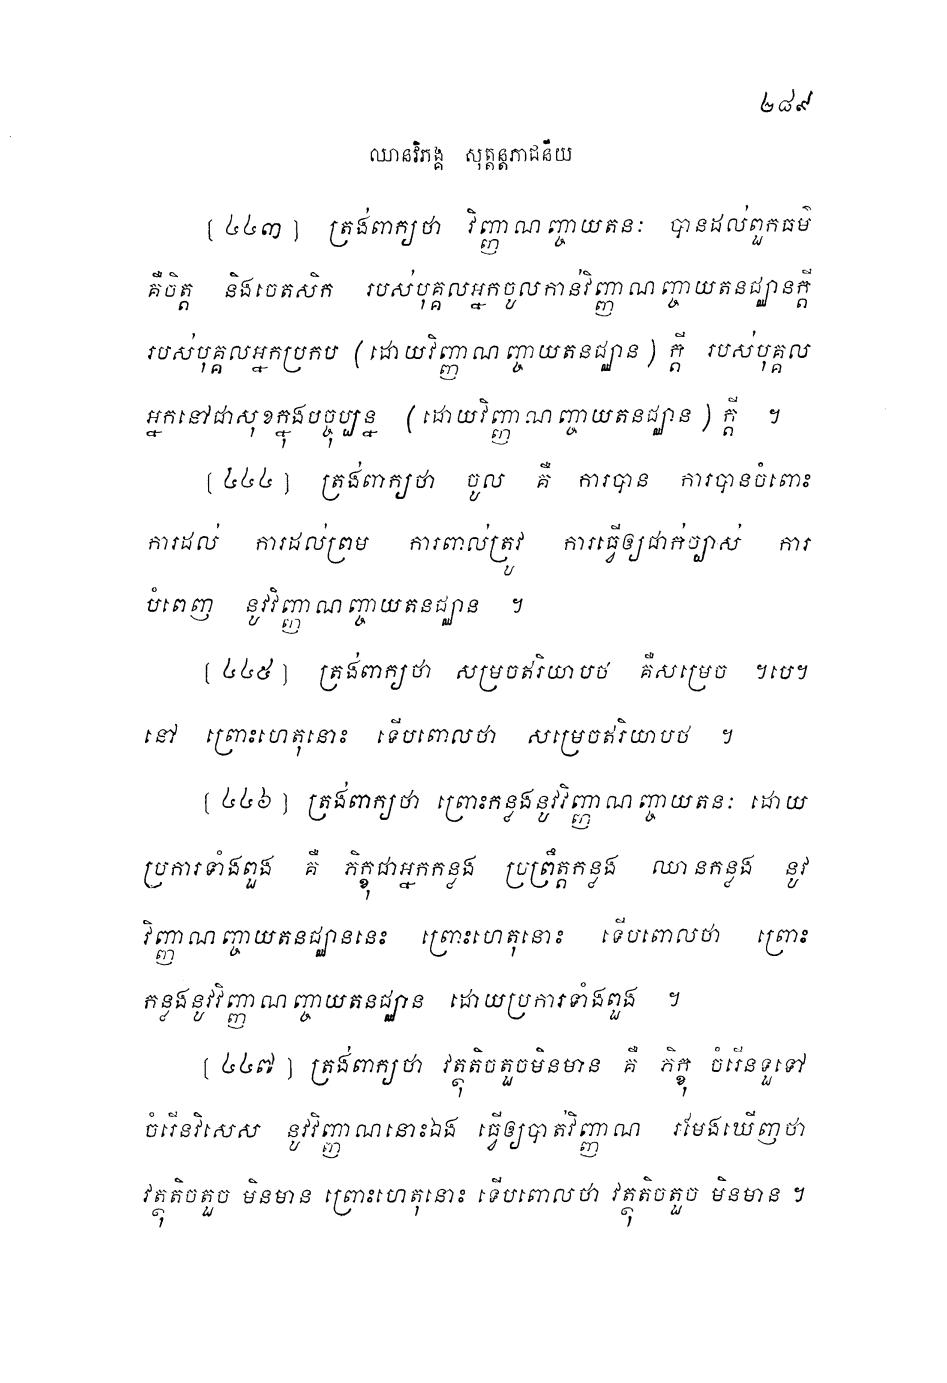 ២៨៩
ឈានវិភង្គ សុត្តន្តភាជនីយ
[៤៤៣] ត្រង់ពាក្យថា វិញ្ញាណញ្ចាយតនៈ បានដល់ពួកធម៌
គឺចិត្ត និងចេតសិក របស់បុគ្គលអ្នកចូលកាន់វិញ្ញាណញ្ចាយតនជ្ឈានក្តី
របស់បុគ្គលអ្នកប្រកប (ដោយវិញ្ញាណញ្ចាយតនជ្ឈាន) ក្តី របស់បុគ្គល
អ្នកនៅជាសុខក្នុងបច្ចុប្បន្ន (ដោយវិញ្ញាណញ្ចាយតនជ្ឈាន) ក្តី ។
[៤៤៤] ត្រង់ពាក្យថា ចូល គឺ ការបាន ការបានចំពោះ
ការដល់ ការដល់ព្រម ការពាល់ត្រូវ ការធ្វើឲ្យជាក់ច្បាស់ ការ
បំពេញ នូវវិញ្ញាណញ្ចាយតនជ្ឈាន ។
[៤៤៥] ត្រង់ពាក្យថា សម្រេចឥរិយាបថ គឺសម្រេច ។បេ។
នៅ ព្រោះហេតុនោះ ទើបពោលថា សម្រេចឥរិយាបថ ។
[៤៤៦] ត្រង់ពាក្យថា ព្រោះកន្លងនូវវិញ្ញាណញ្ចាយតនៈ ដោយ
ប្រការទាំងពួង គឺ ភិក្ខុជាអ្នកកន្លង ប្រព្រឹត្តកន្លង ឈានកន្លង នូវ
វិញ្ញាណញ្ចាយតនជ្ឈាននេះ ព្រោះហេតុនោះ ទើបពោលថា ព្រោះ
កន្លងនូវវិញ្ញាណញ្ចាយតនជ្ឈាន ដោយប្រការទាំងពួង ។
[៤៤៧] ត្រង់ពាក្យថា វត្ថុតិចតួចមិនមាន គឺ ភិក្ខុ ចំរើនទួទៅ
ចំរើនវិសេស នូវវិញ្ញាណនោះឯង ធ្វើឲ្យបាត់វិញ្ញាណ រមែងឃើញថា
វត្ថុតិចតួច មិនមាន ព្រោះហេតុនោះ ទើបពោលថា វត្ថុតិចតួច មិនមាន ។